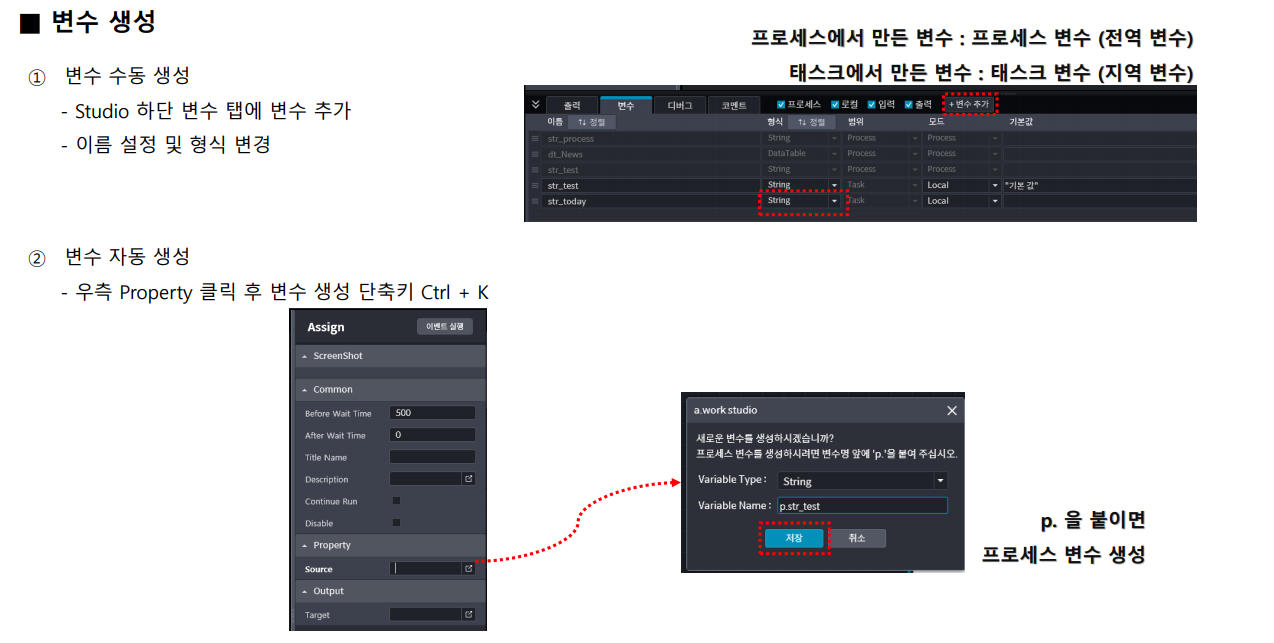 ■ 변수 생성
프로세스에서 만든 변수 : 프로세스 변수 (전역 변수)
태스크에서 만든 변수 : 태스크 변수 (지역 변수)
① 변수 수동 생성
- Studio 하단 변수 탭에 변수 추가
- 이름 설정 및 형식 변경
출력 변수 디버그 코멘트 프로세스 로컬 입력 출력 +변수 추가
이름 ↑↓ 정렬 형식 ↑↓ 정렬 범위 모드 기본값
str_process String Process Process
dt_News DataTable Process Process
str_test String Process Process
str_test String Task Local "기본 값"
str_today String Task Local
② 변수 자동 생성
- 우측 Property 클릭 후 변수 생성 단축키 Ctrl + K
Assign 이벤트 실행
ScreenShot
Common
Before Wait Time 500
After Wait Time 0
Title Name
Description
Continue Run
Disable
Property
Source
Output
Target
a.work studio
새로운 변수를 생성하시겠습니까?
프로세스 변수를 생성하시려면 변수명 앞에 'p.'을 붙여 주십시오.
Variable Type : String
Variable Name : p.str_test
저장 취소
p. 을 붙이면
프로세스 변수 생성